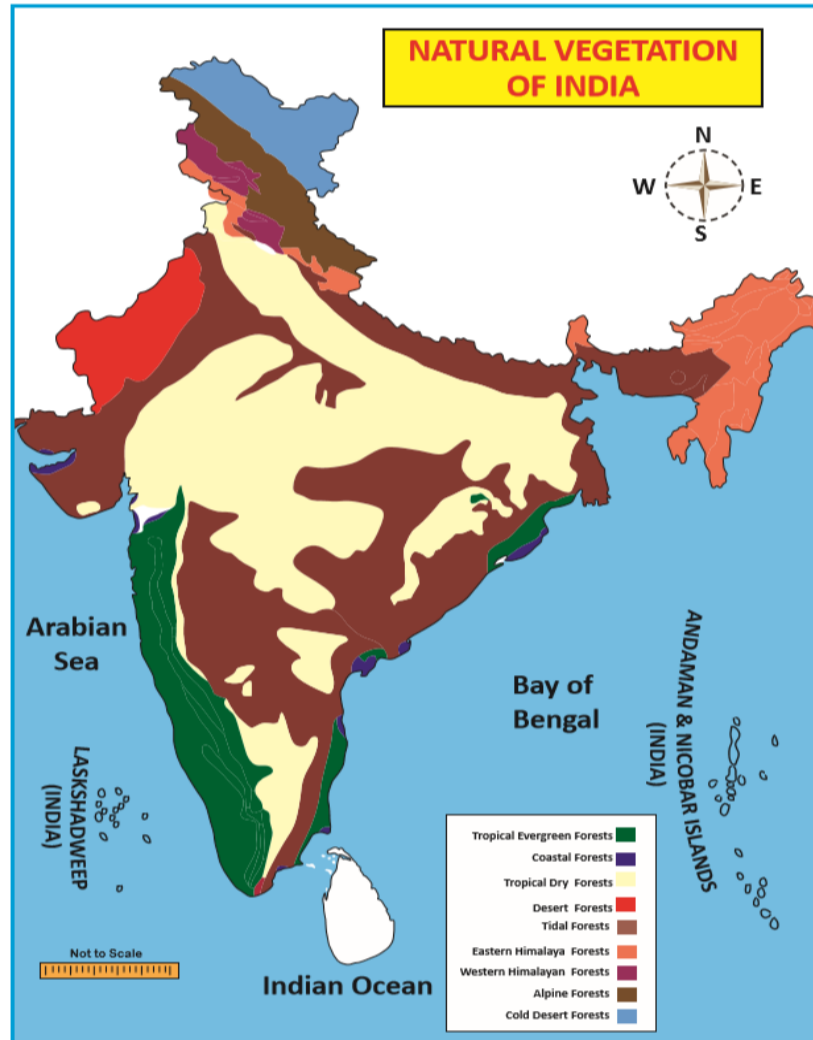 NATURAL VEGETATION
OF INDIA
N
W
E
S
Arabian
Sea
Bay of
Bengal
ANDAMAN & NICOBAR ISLANDS
(INDIA)
LASKSHADWEEP
(INDIA)
Tropical Evergreen Forests
Coastal Forests
Tropical Dry Forests
Desert Forests
Tidal Forests
Eastern Himalaya Forests
Western Himalayan Forests
Alpine Forests
Cold Desert Forests
Not to Scale
Indian Ocean